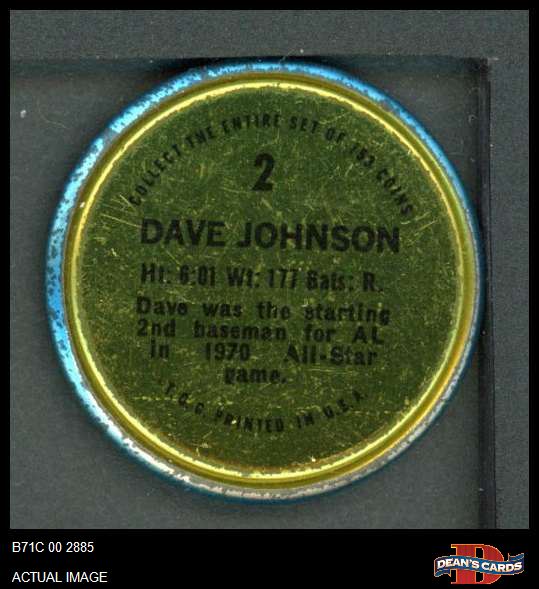 COLLECT THE ENTIRE SET OF 153 COINS
2
DAVE JOHNSON
Ht. 6:01 Wt: 177 Bats: R.
Dave was the starting
2nd baseman for AL
in 1970 All-Star
game.
T.C.G. PRINTED IN U.S.A.
B71C 00 2885
ACTUAL IMAGE
D
DEAN'S CARDS